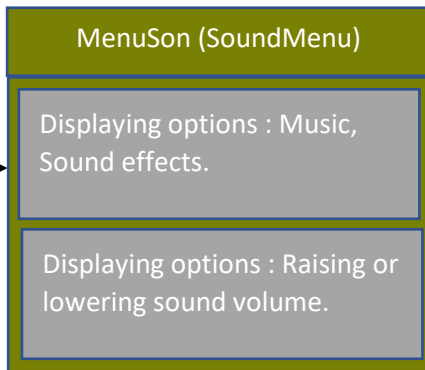 MenuSon (SoundMenu)
Displaying options : Music,
Sound effects.
Displaying options : Raising or
lowering sound volume.